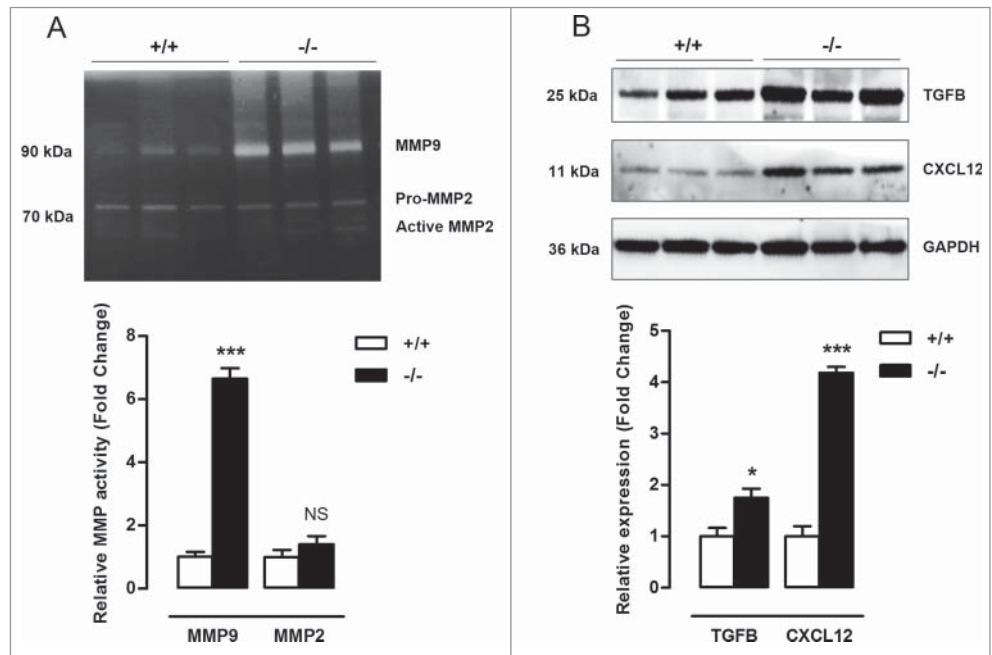 A
+/+ -/-
90 kDa
70 kDa
MMP9
Pro-MMP2
Active MMP2
Relative MMP activity (Fold Change)
8
6
4
2
0
***
NS
+/+
-/-
MMP9 MMP2
B
+/+ -/-
25 kDa TGFB
11 kDa CXCL12
36 kDa GAPDH
Relative expression (Fold Change)
5
4
3
2
1
0
*
***
+/+
-/-
TGFB CXCL12